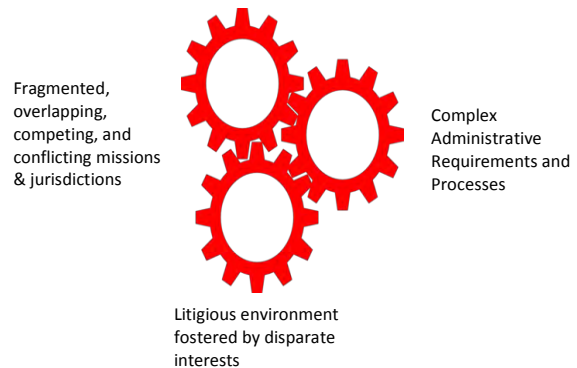 Fragmented,
overlapping,
competing, and
conflicting missions
& jurisdictions
Complex
Administrative
Requirements and
Processes
Litigious environment
fostered by disparate
interests